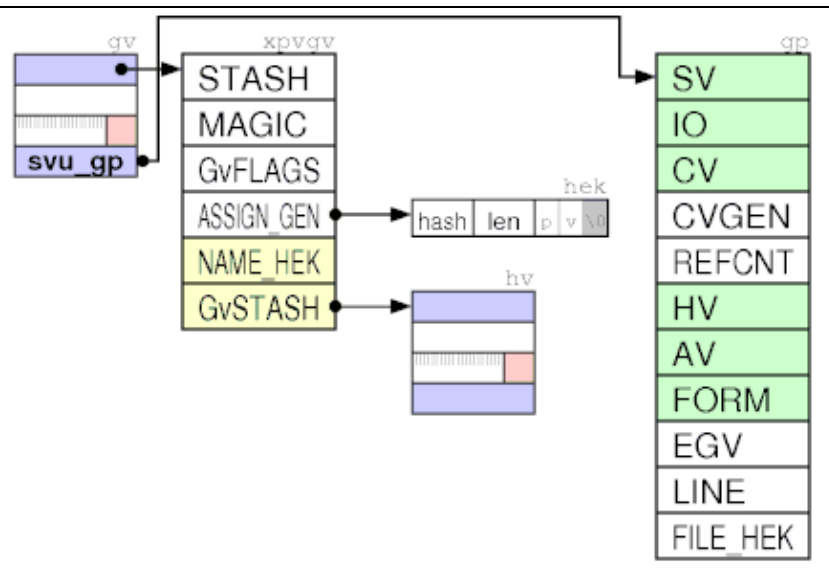 gv
svu_gp
xpvgv
STASH
MAGIC
GvFLAGS
ASSIGN_GEN
NAME_HEK
GvSTASH
hek
hash len p v \0
hv
gp
SV
IO
CV
CVGEN
REFCNT
HV
AV
FORM
EGV
LINE
FILE_HEK